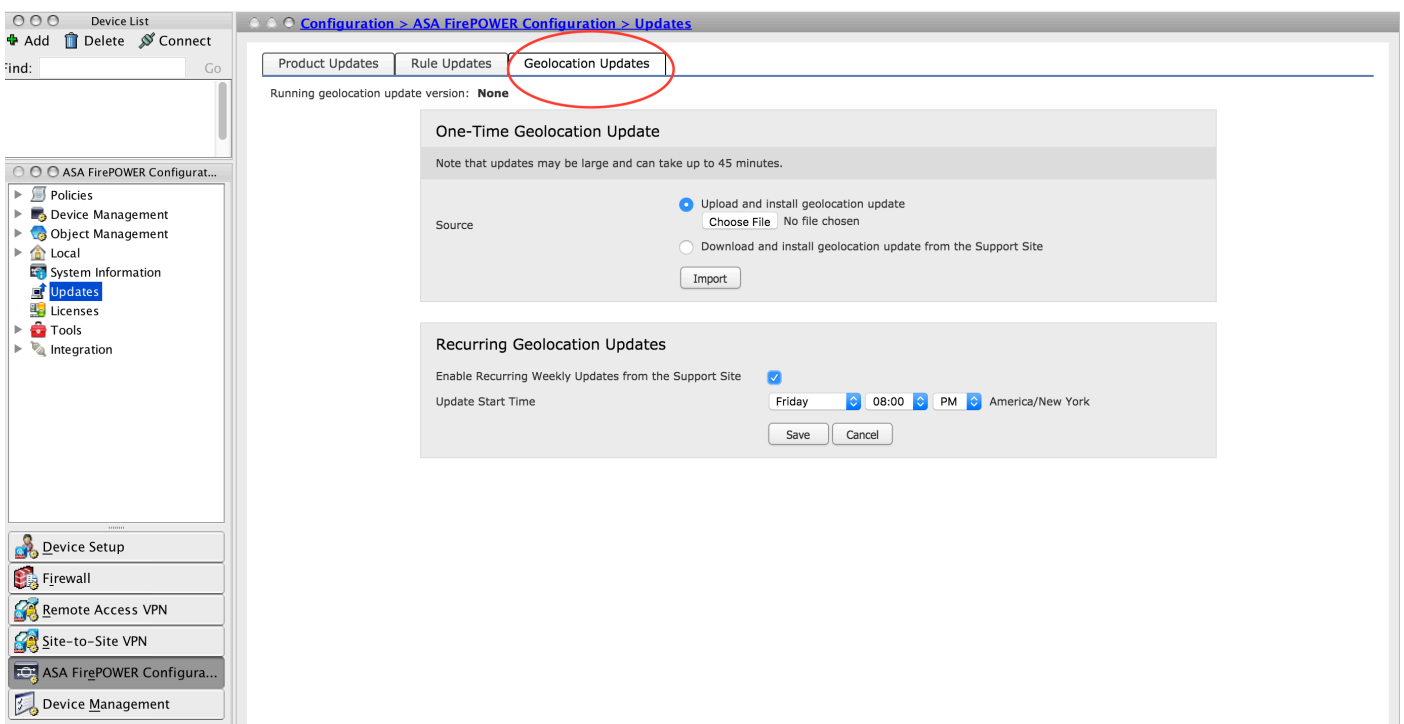 Device List
Add Delete Connect
Find: Go
ASA FirePOWER Configurat...
Policies
Device Management
Object Management
Local
System Information
Updates
Licenses
Tools
Integration
Device Setup
Firewall
Remote Access VPN
Site-to-Site VPN
ASA FirePOWER Configura...
Device Management
Configuration > ASA FirePOWER Configuration > Updates
Product Updates Rule Updates Geolocation Updates
Running geolocation update version: None
One-Time Geolocation Update
Note that updates may be large and can take up to 45 minutes.
Source
Upload and install geolocation update
Choose File No file chosen
Download and install geolocation update from the Support Site
Import
Recurring Geolocation Updates
Enable Recurring Weekly Updates from the Support Site
Update Start Time Friday 08:00 PM America/New York
Save Cancel